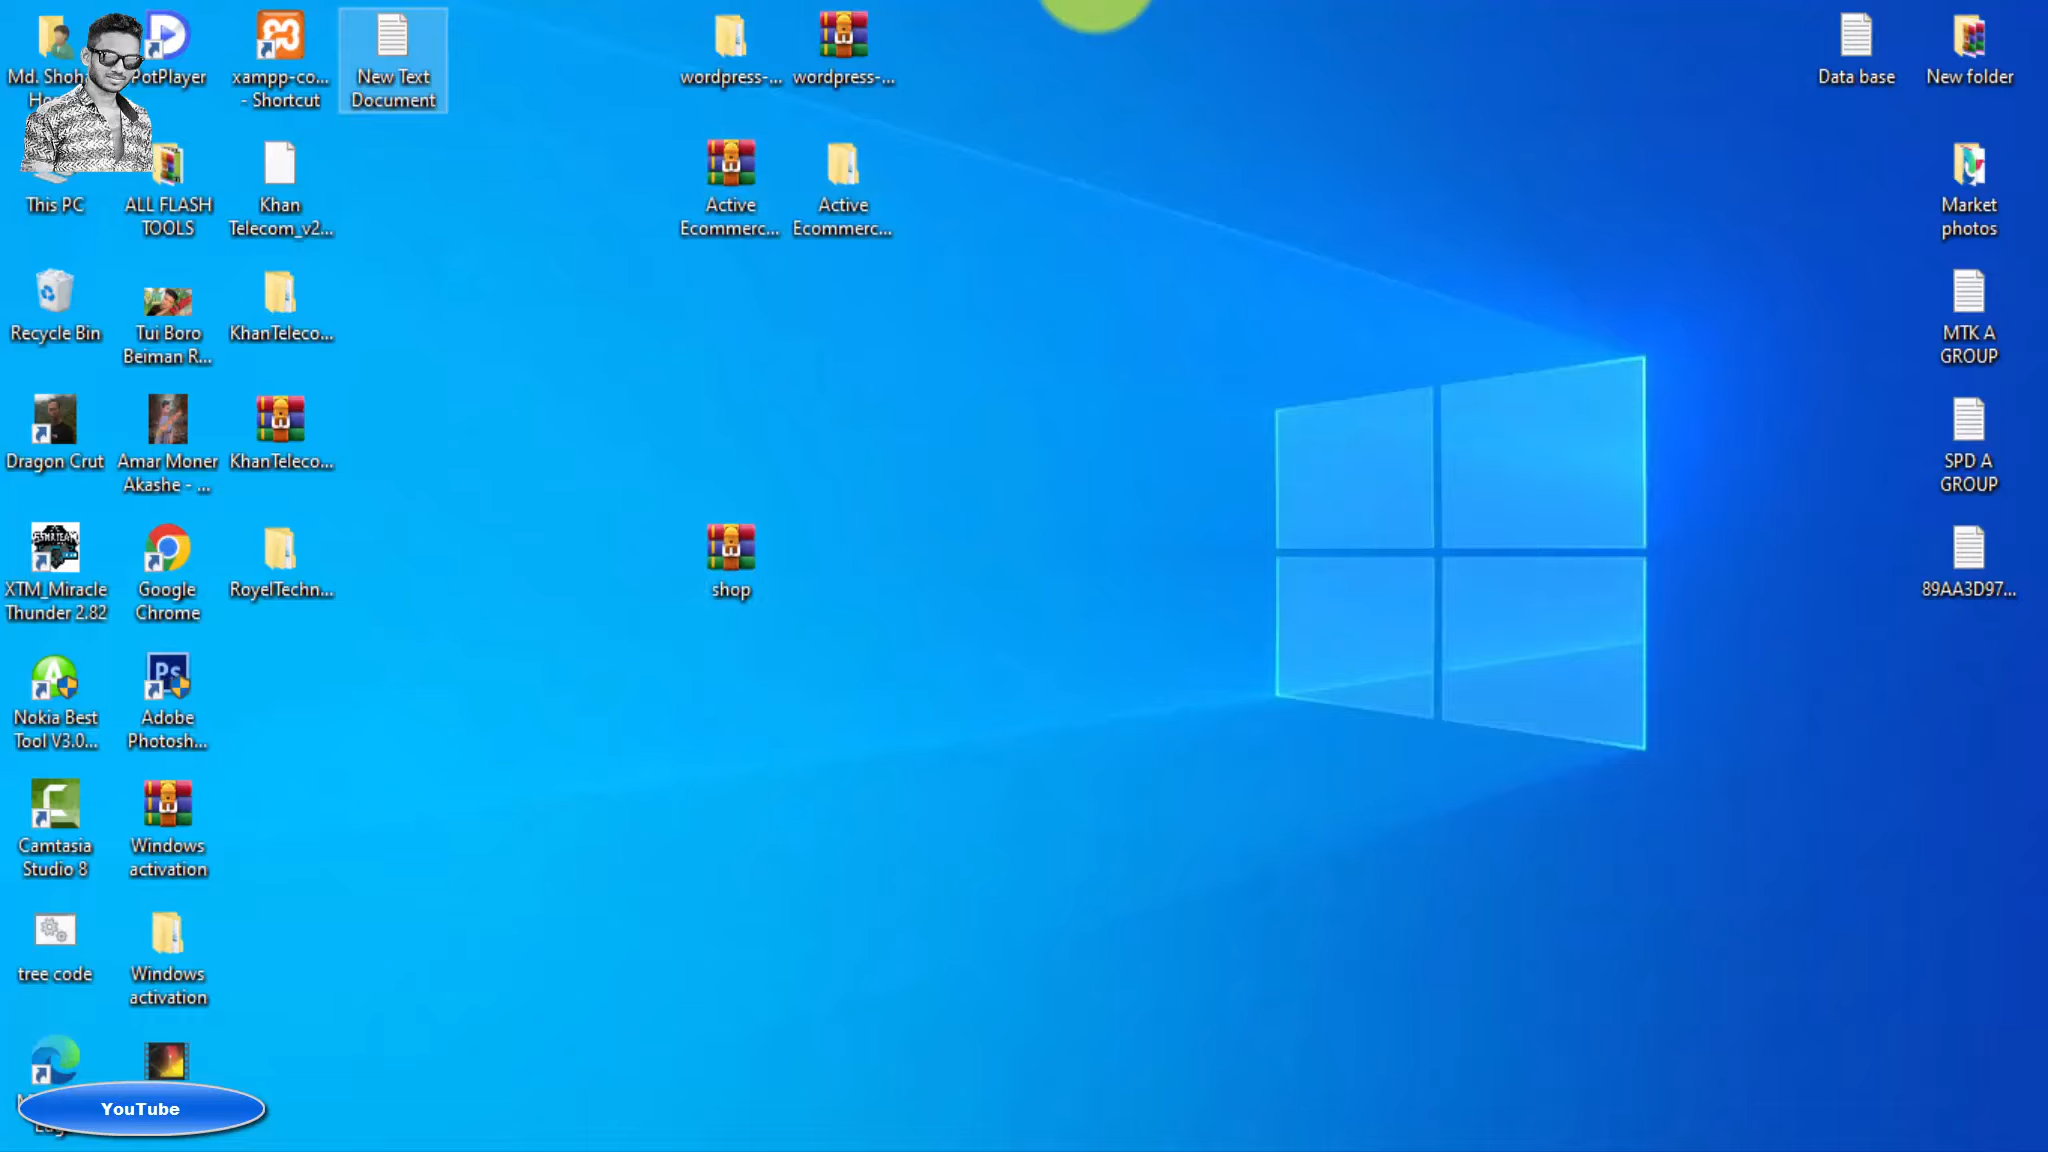 Md. Shoh
PotPlayer
xampp-co...
- Shortcut
New Text
Document
wordpress-...
wordpress-...
Data base
New folder
This PC
ALL FLASH
TOOLS
Khan
Telecom_v2...
Active
Ecommerc...
Active
Ecommerc...
Market
photos
Recycle Bin
Tui Boro
Beiman R...
KhanTeleco...
MTK A
GROUP
Dragon Crut
Amar Moner
Akashe - ...
KhanTeleco...
SPD A
GROUP
XTM_Miracle
Thunder 2.82
Google
Chrome
RoyelTechn...
shop
89AA3D97...
Nokia Best
Tool V3.0...
Ps
Adobe
Photosh...
Camtasia
Studio 8
Windows
activation
tree code
Windows
activation
YouTube